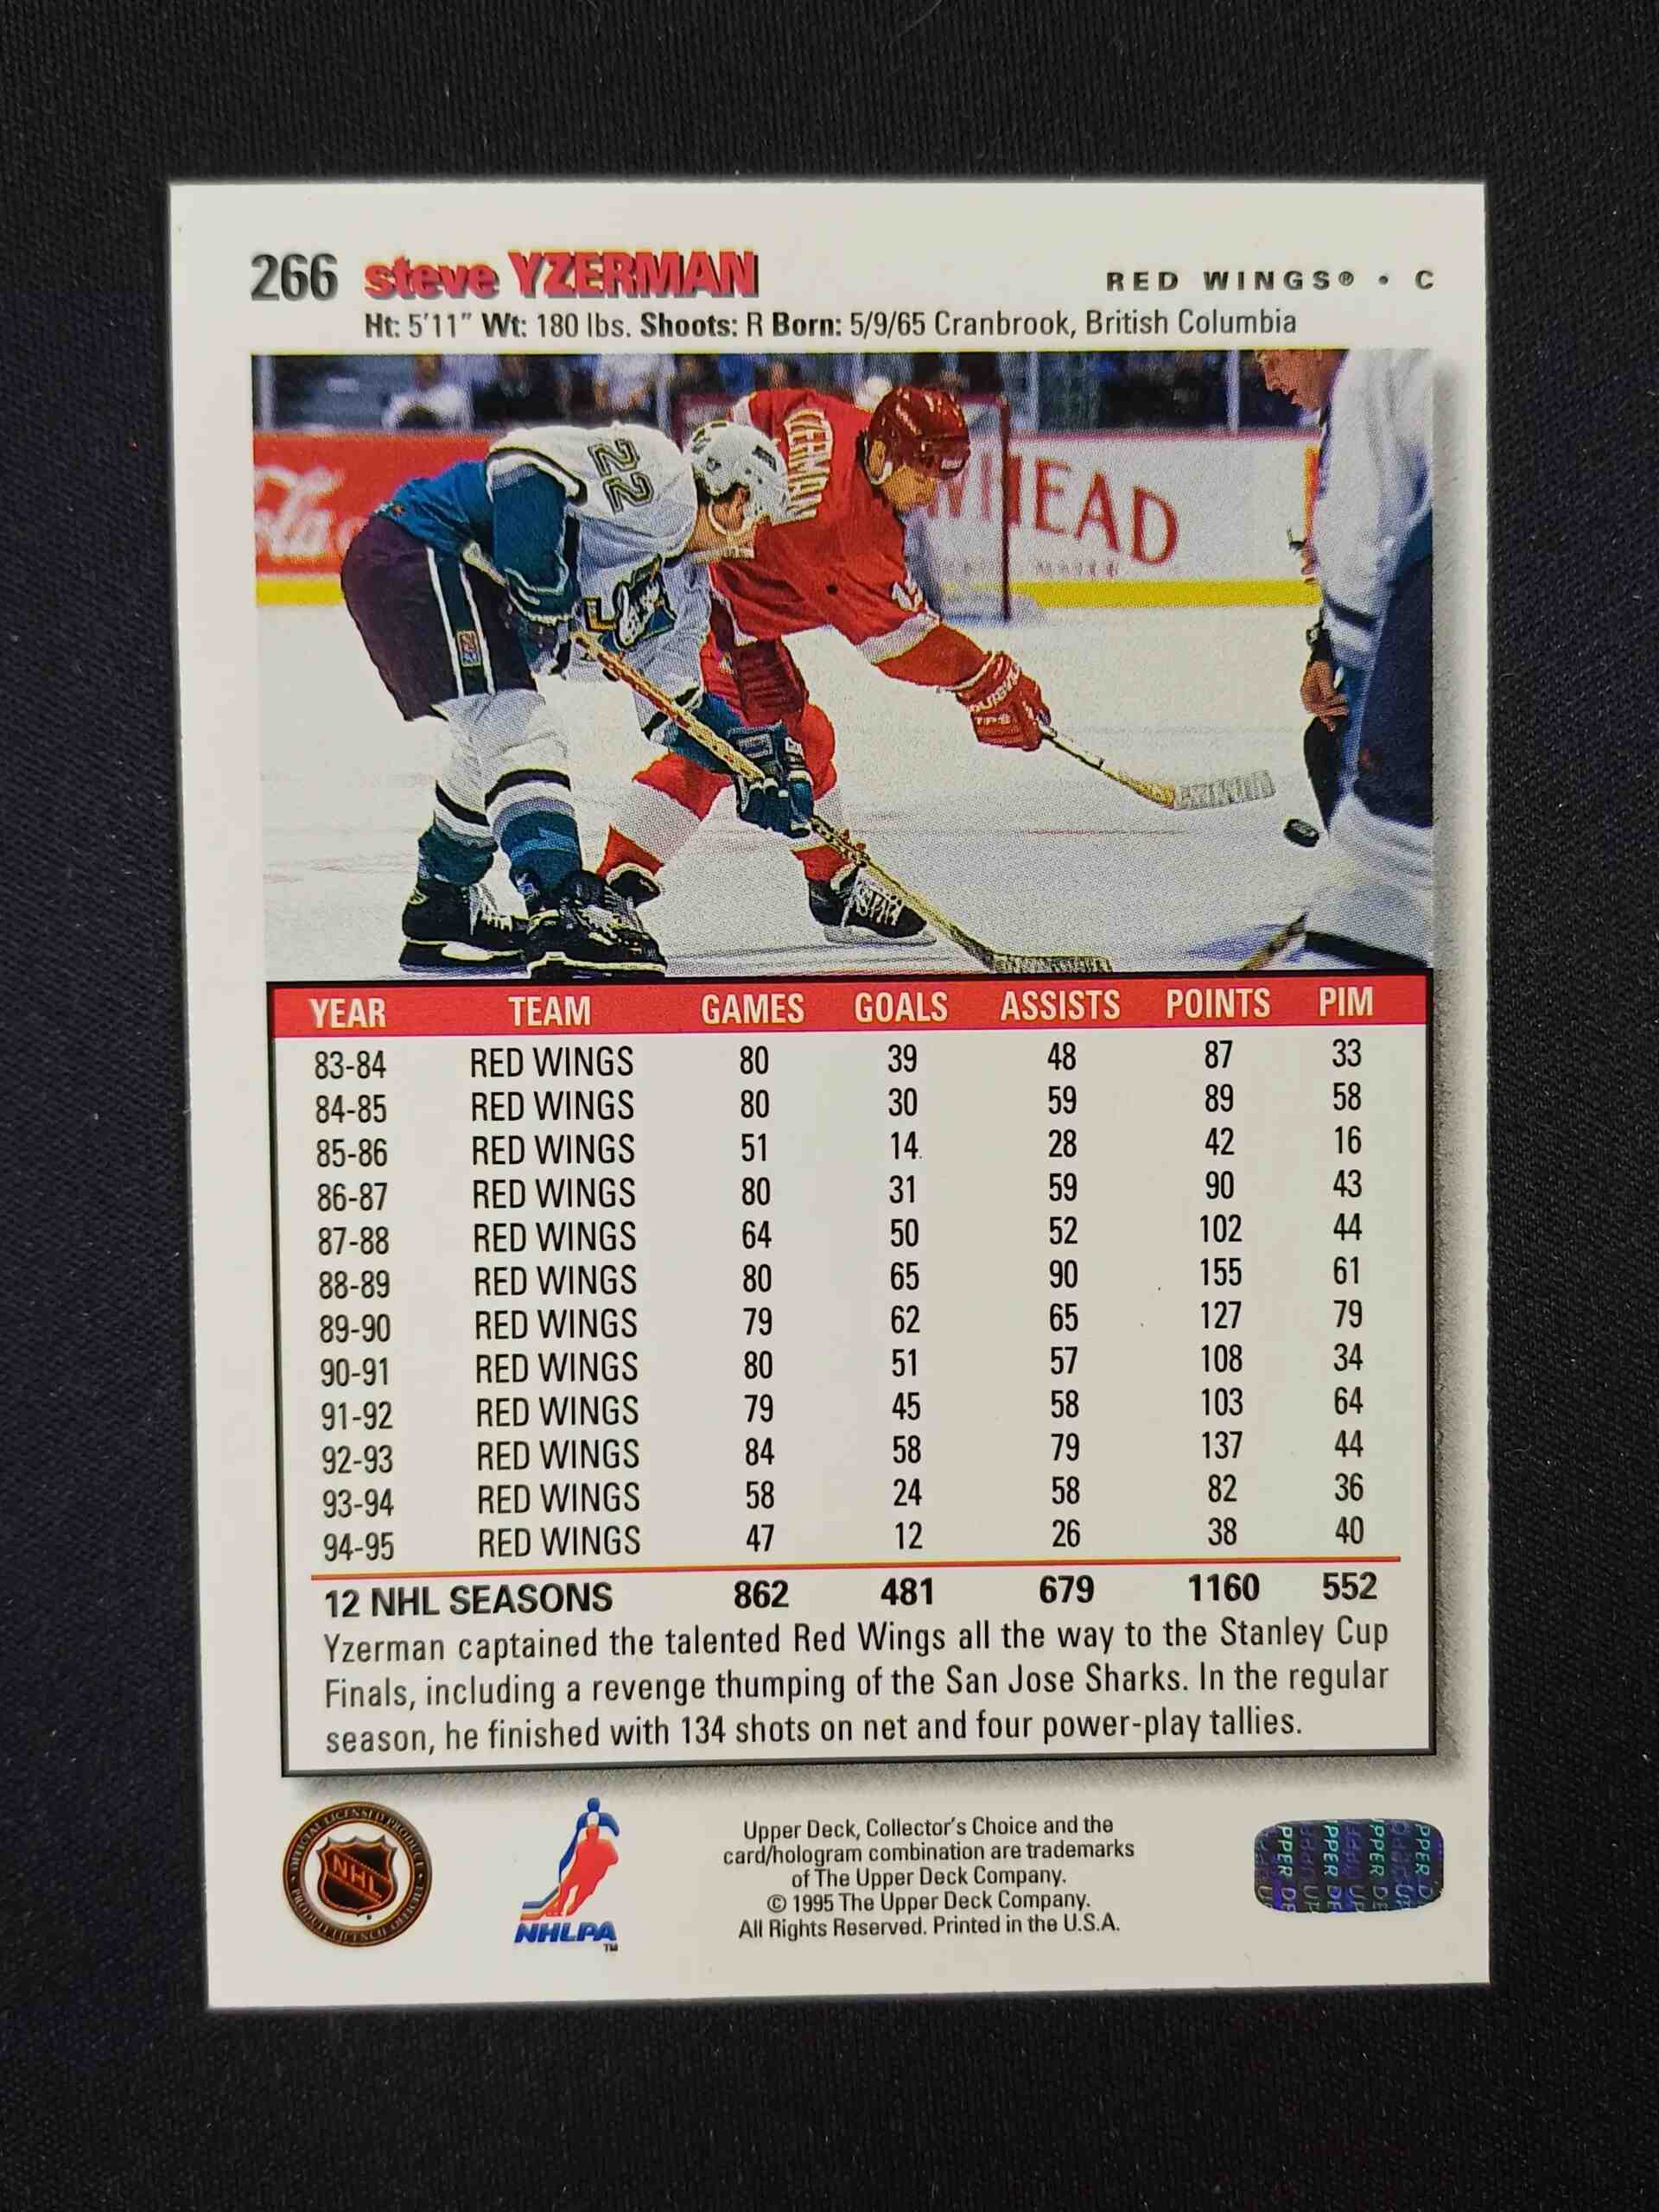 266 steve YZERMAN RED WINGS® • C
Ht: 5'11" Wt: 180 lbs. Shoots: R Born: 5/9/65 Cranbrook, British Columbia
22
YZERMAN
HEAD
YEAR TEAM GAMES GOALS ASSISTS POINTS PIM
83-84 RED WINGS 80 39 48 87 33
84-85 RED WINGS 80 30 59 89 58
85-86 RED WINGS 51 14 28 42 16
86-87 RED WINGS 80 31 59 90 43
87-88 RED WINGS 64 50 52 102 44
88-89 RED WINGS 80 65 90 155 61
89-90 RED WINGS 79 62 65 127 79
90-91 RED WINGS 80 51 57 108 34
91-92 RED WINGS 79 45 58 103 64
92-93 RED WINGS 84 58 79 137 44
93-94 RED WINGS 58 24 58 82 36
94-95 RED WINGS 47 12 26 38 40
12 NHL SEASONS 862 481 679 1160 552
Yzerman captained the talented Red Wings all the way to the Stanley Cup
Finals, including a revenge thumping of the San Jose Sharks. In the regular
season, he finished with 134 shots on net and four power-play tallies.
NHL
NHLPA
TM
Upper Deck, Collector's Choice and the
card/hologram combination are trademarks
of The Upper Deck Company.
© 1995 The Upper Deck Company.
All Rights Reserved. Printed in the U.S.A.